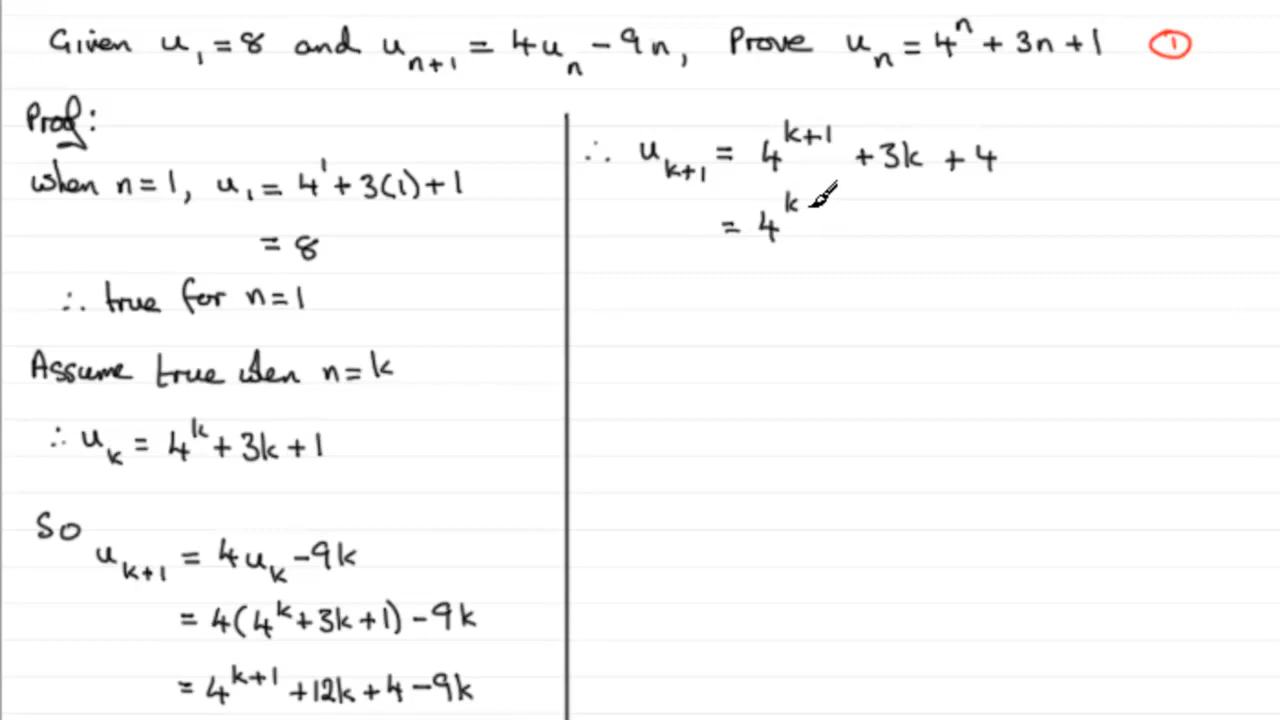 Given u₁ = 8 and uₙ₊₁ = 4uₙ − 9n, Prove uₙ = 4ⁿ + 3n + 1 ①
Proof:
when n = 1, u₁ = 4¹ + 3(1) + 1
= 8
∴ true for n = 1
Assume true when n = k
∴ uₖ = 4ᵏ + 3k + 1
So
uₖ₊₁ = 4uₖ − 9k
= 4(4ᵏ + 3k + 1) − 9k
= 4ᵏ⁺¹ + 12k + 4 − 9k
∴ uₖ₊₁ = 4ᵏ⁺¹ + 3k + 4
= 4ᵏ